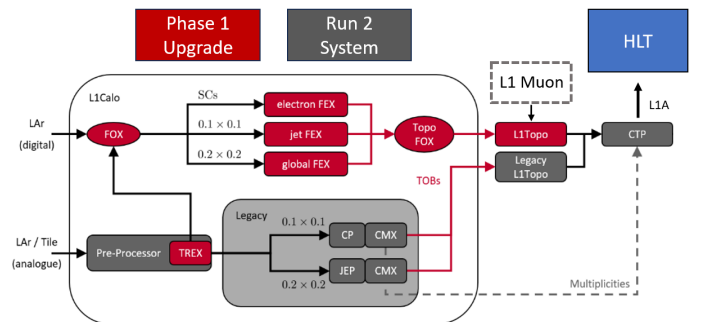 Phase 1
Upgrade
Run 2
System
HLT
L1 Muon
L1Calo
L1A
LAr
(digital)
FOX
SCs
0.1 × 0.1
0.2 × 0.2
electron FEX
jet FEX
global FEX
Topo
FOX
L1Topo
CTP
Legacy
L1Topo
TOBs
LAr / Tile
(analogue)
Pre-Processor
TREX
Legacy
0.1 × 0.1
CP
CMX
JEP
CMX
0.2 × 0.2
Multiplicities